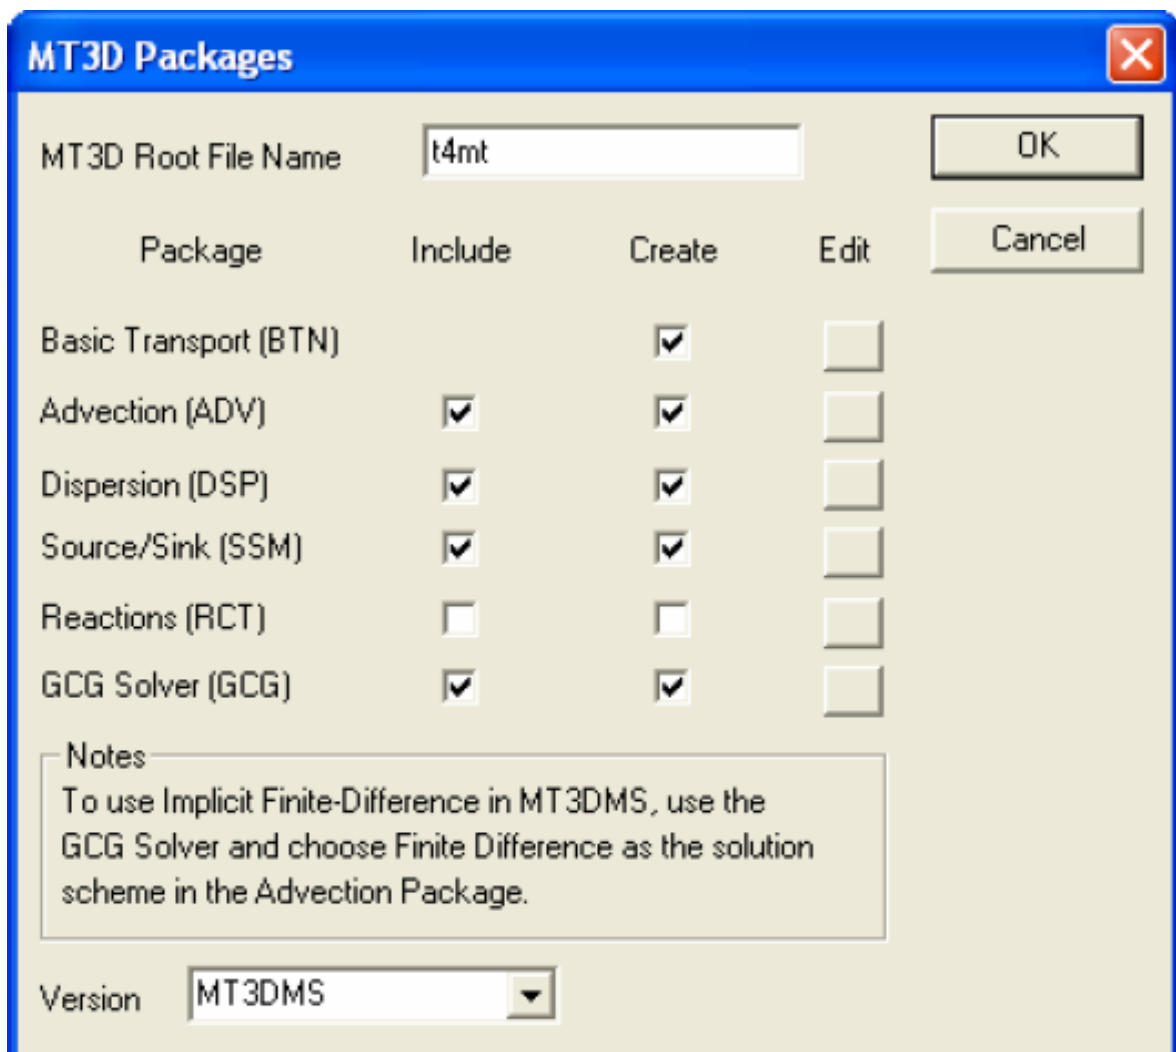 MT3D Packages
MT3D Root File Name t4mt OK
Package Include Create Edit Cancel
Basic Transport (BTN)
Advection (ADV)
Dispersion (DSP)
Source/Sink (SSM)
Reactions (RCT)
GCG Solver (GCG)
Notes
To use Implicit Finite-Difference in MT3DMS, use the
GCG Solver and choose Finite Difference as the solution
scheme in the Advection Package.
Version MT3DMS